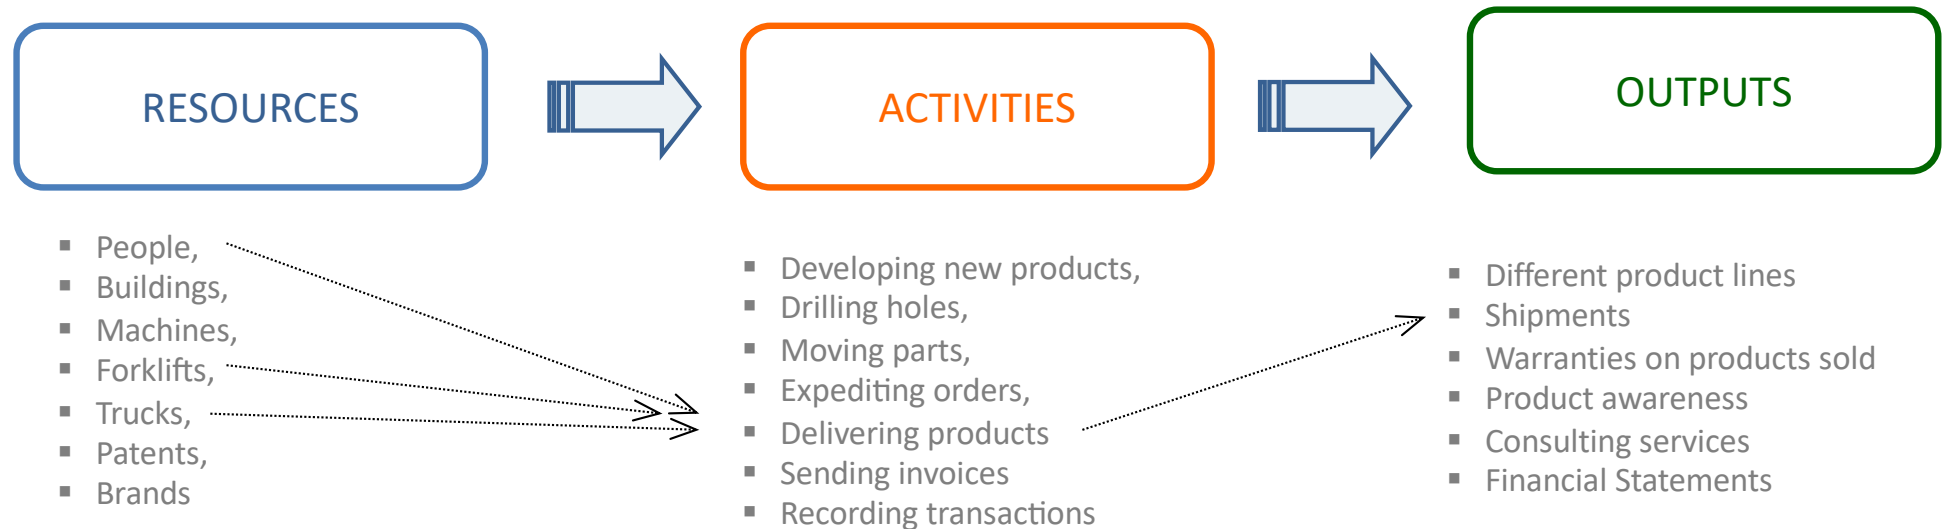 RESOURCES
ACTIVITIES
OUTPUTS
▪ People,
▪ Buildings,
▪ Machines,
▪ Forklifts,
▪ Trucks,
▪ Patents,
▪ Brands
▪ Developing new products,
▪ Drilling holes,
▪ Moving parts,
▪ Expediting orders,
▪ Delivering products
▪ Sending invoices
▪ Recording transactions
▪ Different product lines
▪ Shipments
▪ Warranties on products sold
▪ Product awareness
▪ Consulting services
▪ Financial Statements